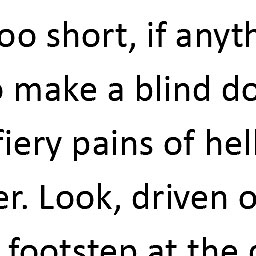 oo short, if anyth
make a blind do
fiery pains of hell
er. Look, driven o
footstep at the